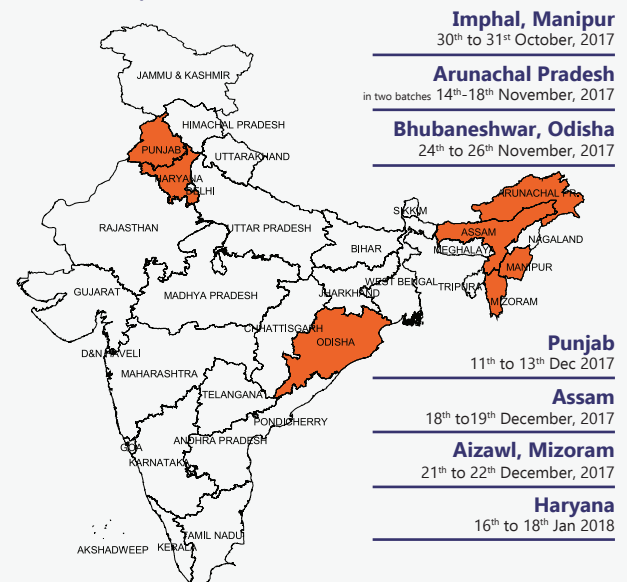 Imphal, Manipur
30th to 31st October, 2017
Arunachal Pradesh
in two batches 14th-18th November, 2017
Bhubaneshwar, Odisha
24th to 26th November, 2017
JAMMU & KASHMIR
HIMACHAL PRADESH
PUNJAB
UTTARAKHAND
HARYANA
DELHI
ARUNACHAL PR.
SIKKIM
RAJASTHAN
UTTAR PRADESH
ASSAM
NAGALAND
BIHAR
MEGHALAYA
MANIPUR
GUJARAT
MADHYA PRADESH
JHARKHAND
WEST BENGAL
TRIPURA
MIZORAM
CHHATTISGARH
ODISHA
D&N HAVELI
MAHARASHTRA
TELANGANA
PONDICHERRY
GOA
ANDHRA PRADESH
KARNATAKA
TAMIL NADU
AKSHADWEEP
KERALA
Punjab
11th to 13th Dec 2017
Assam
18th to19th December, 2017
Aizawl, Mizoram
21st to 22th December, 2017
Haryana
16th to 18th Jan 2018